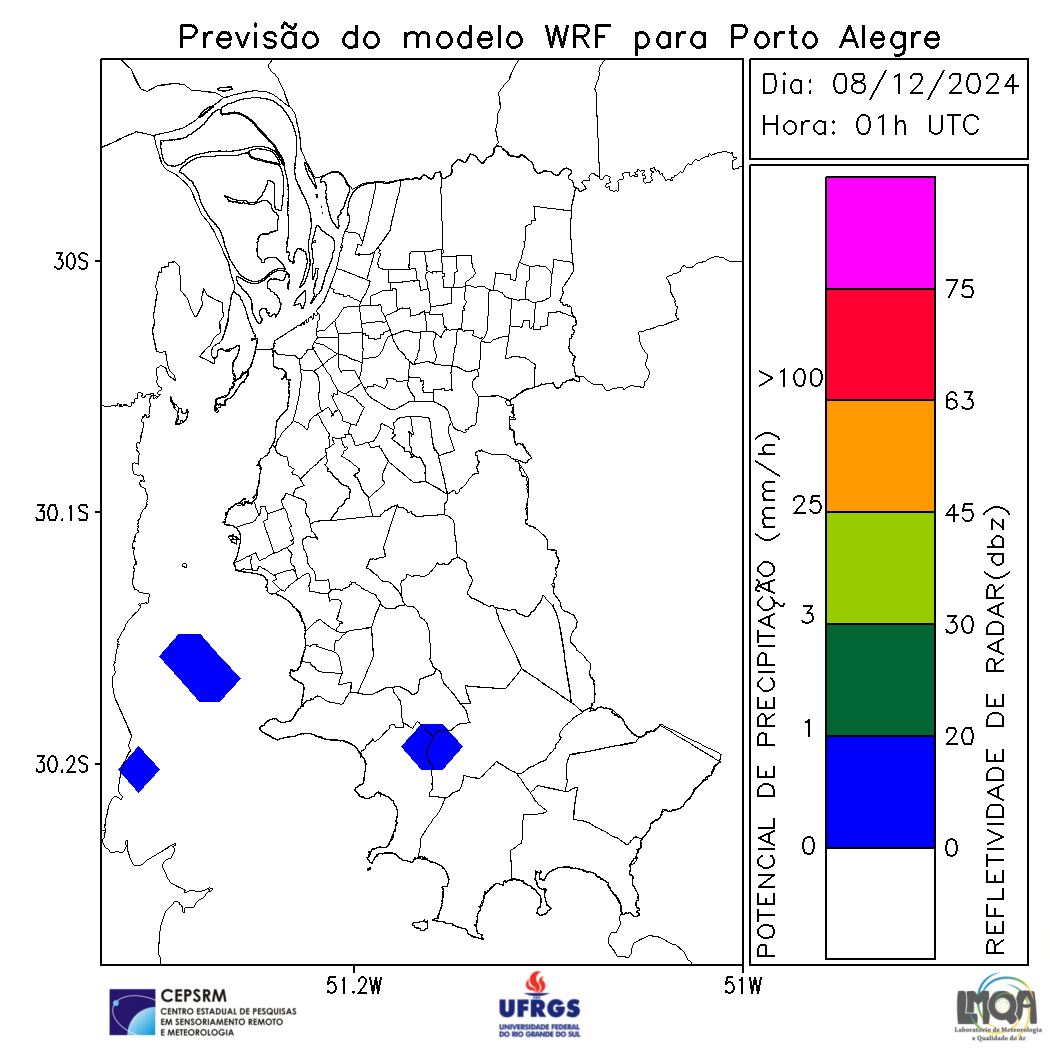 Previsão do modelo WRF para Porto Alegre
Dia: 08/12/2024
Hora: 01h UTC
30S
30.1S
30.2S
51.2W
51W
POTENCIAL DE PRECIPITAÇÃO (mm/h)
>100
25
3
1
0
75
63
45
30
20
0
REFLETIVIDADE DE RADAR(dbz)
CEPSRM
CENTRO ESTADUAL DE PESQUISAS
EM SENSORIAMENTO REMOTO
E METEOROLOGIA
UFRGS
UNIVERSIDADE FEDERAL
DO RIO GRANDE DO SUL
LMQA
Laboratório de Meteorologia
e Qualidade do Ar